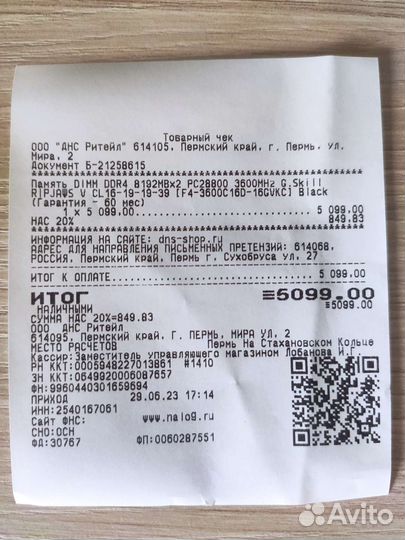 Товарный чек
ООО "ДНС Ритейл" 614105, Пермский край, г. Пермь, ул.
Мира, 2
Документ Б-21258615
Память DIMM DDR4 8192MBx2 PC28800 3600MHz G.Skill
RIPJAWS V CL16-19-19-39 [F4-3600C16D-16GVKC] Black
(Гарантия - 60 мес)
1 x 5 099.00 5 099.00
НДС 20% 849.83
ИНФОРМАЦИЯ НА САЙТЕ: dns-shop.ru
АДРЕС ДЛЯ НАПРАВЛЕНИЯ ПИСЬМЕННЫХ ПРЕТЕНЗИЙ: 614068,
РОССИЯ, Пермский край, Пермь г, Сухобруса ул, 27
ИТОГ К ОПЛАТЕ 5 099.00
ИТОГ ≡5099.00
НАЛИЧНЫМИ ≡5099.00
СУММА НДС 20%=849.83
ООО ДНС Ритейл
614095, Пермский край, Г. ПЕРМЬ, МИРА УЛ, 2
МЕСТО РАСЧЕТОВ Пермь На Стахановском Кольце
Кассир:Заместитель управляющего магазином Лобанова И.Г.
РН ККТ:0005948227013861 #1410
ЗН ККТ:0649920006087657
ФН:9960440301659694
ПРИХОД 29.06.23 17:14
ИНН:2540167061
Сайт ФНС: www.nalog.ru
СНО:ОСН
ФД:30767 ФП:0060287551
Avito